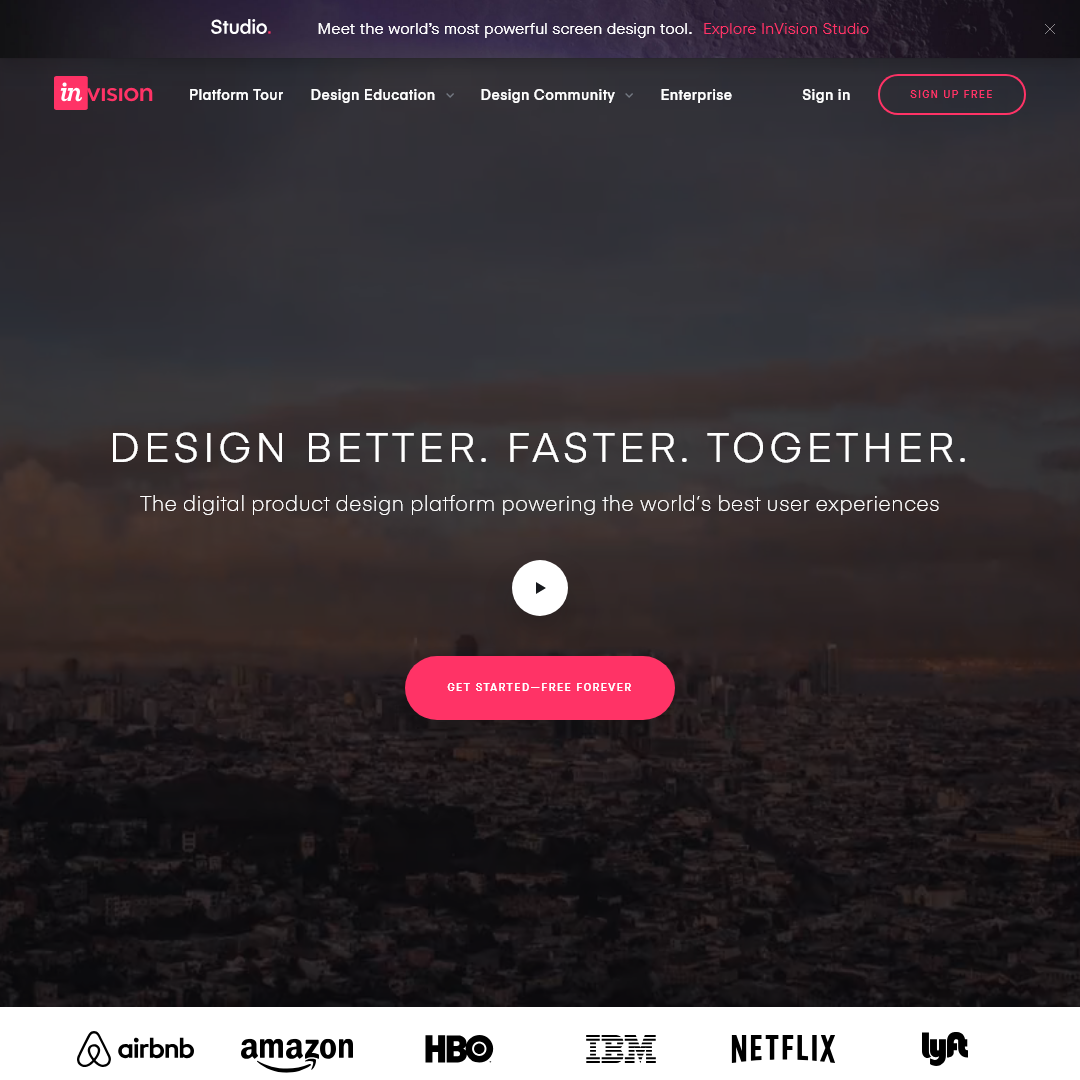 Studio. Meet the world's most powerful screen design tool. Explore InVision Studio
invision Platform Tour Design Education Design Community Enterprise Sign in SIGN UP FREE
DESIGN BETTER. FASTER. TOGETHER.
The digital product design platform powering the world's best user experiences
GET STARTED—FREE FOREVER
airbnb amazon HBO IBM NETFLIX lyft